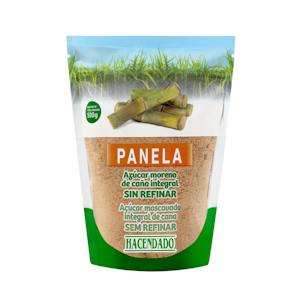 500g
PANELA
Azúcar moreno
de caña integral
SIN REFINAR
Açúcar mascavado
integral de cana
SEM REFINAR
HACENDADO